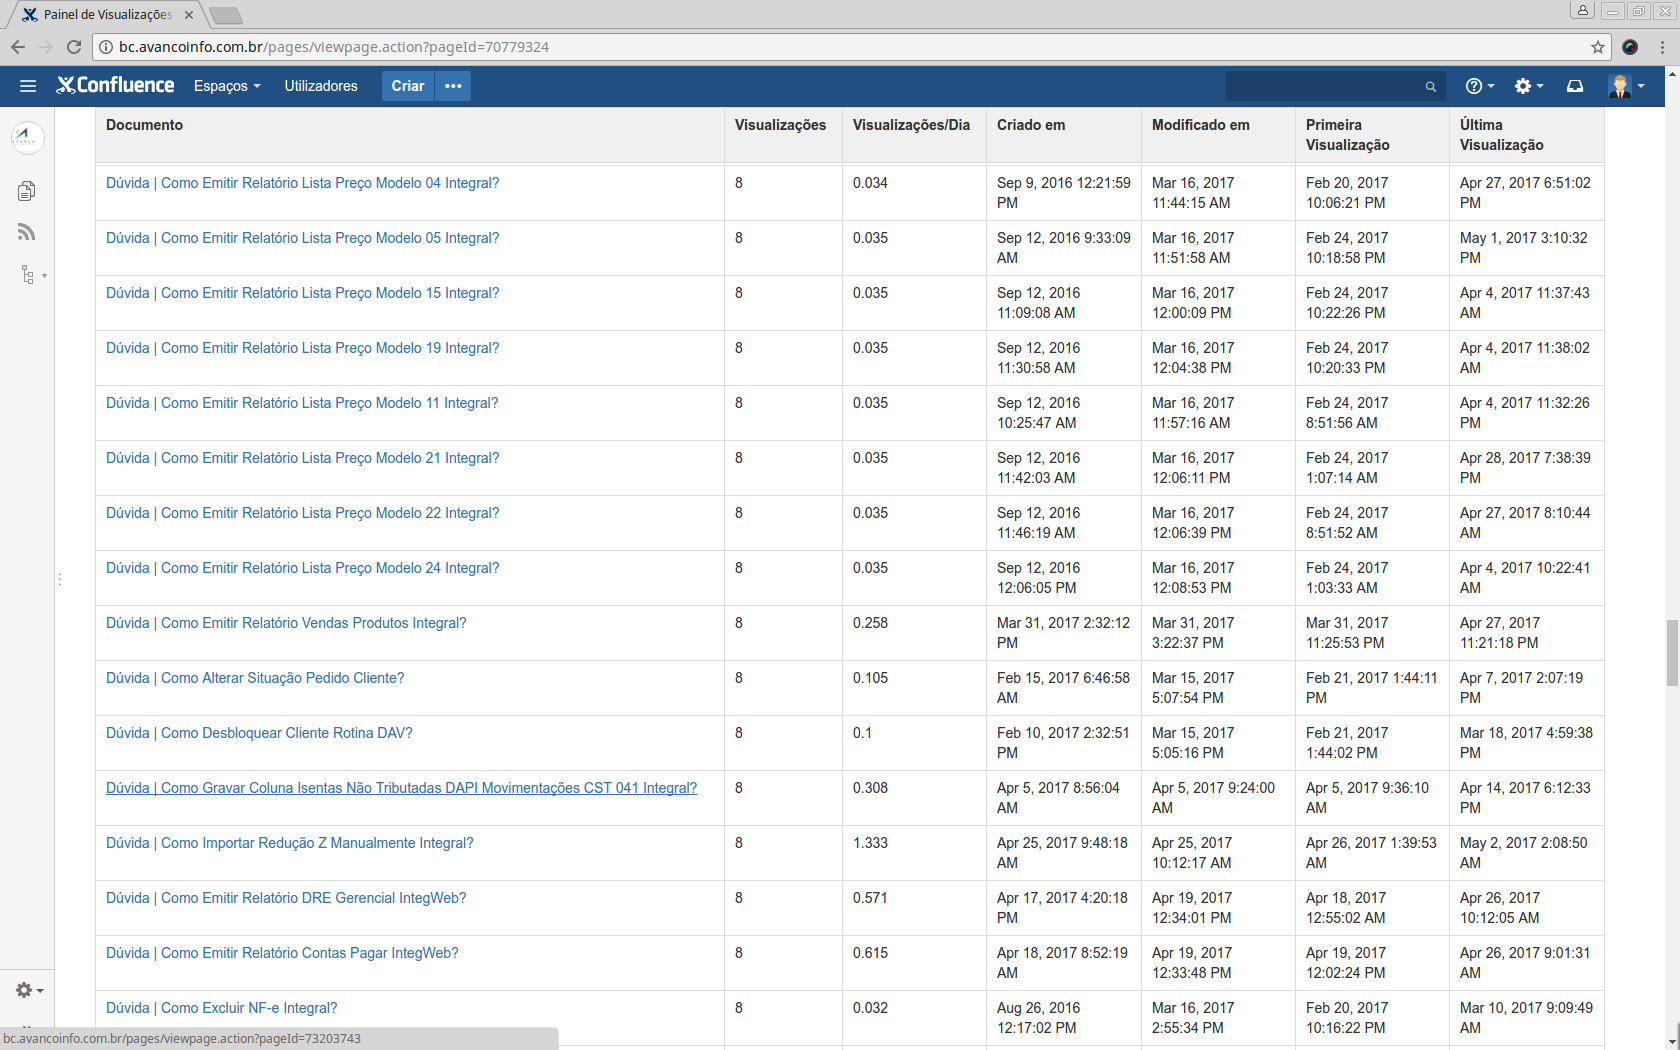 Painel de Visualizações
bc.avancoinfo.com.br/pages/viewpage.action?pageId=70779324
Confluence Espaços Utilizadores Criar
Documento Visualizações Visualizações/Dia Criado em Modificado em Primeira Última
Visualização Visualização
Dúvida | Como Emitir Relatório Lista Preço Modelo 04 Integral? 8 0.034 Sep 9, 2016 12:21:59 Mar 16, 2017 Feb 20, 2017 Apr 27, 2017 6:51:02
PM 11:44:15 AM 10:06:21 PM PM
Dúvida | Como Emitir Relatório Lista Preço Modelo 05 Integral? 8 0.035 Sep 12, 2016 9:33:09 Mar 16, 2017 Feb 24, 2017 May 1, 2017 3:10:32
AM 11:51:58 AM 10:18:58 PM PM
Dúvida | Como Emitir Relatório Lista Preço Modelo 15 Integral? 8 0.035 Sep 12, 2016 Mar 16, 2017 Feb 24, 2017 Apr 4, 2017 11:37:43
11:09:08 AM 12:00:09 PM 10:22:26 PM AM
Dúvida | Como Emitir Relatório Lista Preço Modelo 19 Integral? 8 0.035 Sep 12, 2016 Mar 16, 2017 Feb 24, 2017 Apr 4, 2017 11:38:02
11:30:58 AM 12:04:38 PM 10:20:33 PM AM
Dúvida | Como Emitir Relatório Lista Preço Modelo 11 Integral? 8 0.035 Sep 12, 2016 Mar 16, 2017 Feb 24, 2017 Apr 4, 2017 11:32:26
10:25:47 AM 11:57:16 AM 8:51:56 AM PM
Dúvida | Como Emitir Relatório Lista Preço Modelo 21 Integral? 8 0.035 Sep 12, 2016 Mar 16, 2017 Feb 24, 2017 Apr 28, 2017 7:38:39
11:42:03 AM 12:06:11 PM 1:07:14 AM PM
Dúvida | Como Emitir Relatório Lista Preço Modelo 22 Integral? 8 0.035 Sep 12, 2016 Mar 16, 2017 Feb 24, 2017 Apr 27, 2017 8:10:44
11:46:19 AM 12:06:39 PM 8:51:52 AM AM
Dúvida | Como Emitir Relatório Lista Preço Modelo 24 Integral? 8 0.035 Sep 12, 2016 Mar 16, 2017 Feb 24, 2017 Apr 4, 2017 10:22:41
12:06:05 PM 12:08:53 PM 1:03:33 AM AM
Dúvida | Como Emitir Relatório Vendas Produtos Integral? 8 0.258 Mar 31, 2017 2:32:12 Mar 31, 2017 Mar 31, 2017 Apr 27, 2017
PM 3:22:37 PM 11:25:53 PM 11:21:18 PM
Dúvida | Como Alterar Situação Pedido Cliente? 8 0.105 Feb 15, 2017 6:46:58 Mar 15, 2017 Feb 21, 2017 1:44:11 Apr 7, 2017 2:07:19
AM 5:07:54 PM PM PM
Dúvida | Como Desbloquear Cliente Rotina DAV? 8 0.1 Feb 10, 2017 2:32:51 Mar 15, 2017 Feb 21, 2017 Mar 18, 2017 4:59:38
PM 5:05:16 PM 1:44:02 PM PM
Dúvida | Como Gravar Coluna Isentas Não Tributadas DAPI Movimentações CST 041 Integral? 8 0.308 Apr 5, 2017 8:56:04 Apr 5, 2017 9:24:00 Apr 5, 2017 9:36:10 Apr 14, 2017 6:12:33
AM AM AM PM
Dúvida | Como Importar Redução Z Manualmente Integral? 8 1.333 Apr 25, 2017 9:48:18 Apr 25, 2017 Apr 26, 2017 1:39:53 May 2, 2017 2:08:50
AM 10:12:17 AM AM AM
Dúvida | Como Emitir Relatório DRE Gerencial IntegWeb? 8 0.571 Apr 17, 2017 4:20:18 Apr 19, 2017 Apr 18, 2017 Apr 26, 2017
PM 12:34:01 PM 12:55:02 AM 10:12:05 AM
Dúvida | Como Emitir Relatório Contas Pagar IntegWeb? 8 0.615 Apr 18, 2017 8:52:19 Apr 19, 2017 Apr 19, 2017 Apr 26, 2017 9:01:31
AM 12:33:48 PM 12:02:24 PM AM
Dúvida | Como Excluir NF-e Integral? 8 0.032 Aug 26, 2016 Mar 16, 2017 Feb 20, 2017 Mar 10, 2017 9:09:49
12:17:02 PM 2:55:34 PM 10:16:22 PM AM
bc.avancoinfo.com.br/pages/viewpage.action?pageId=73203743